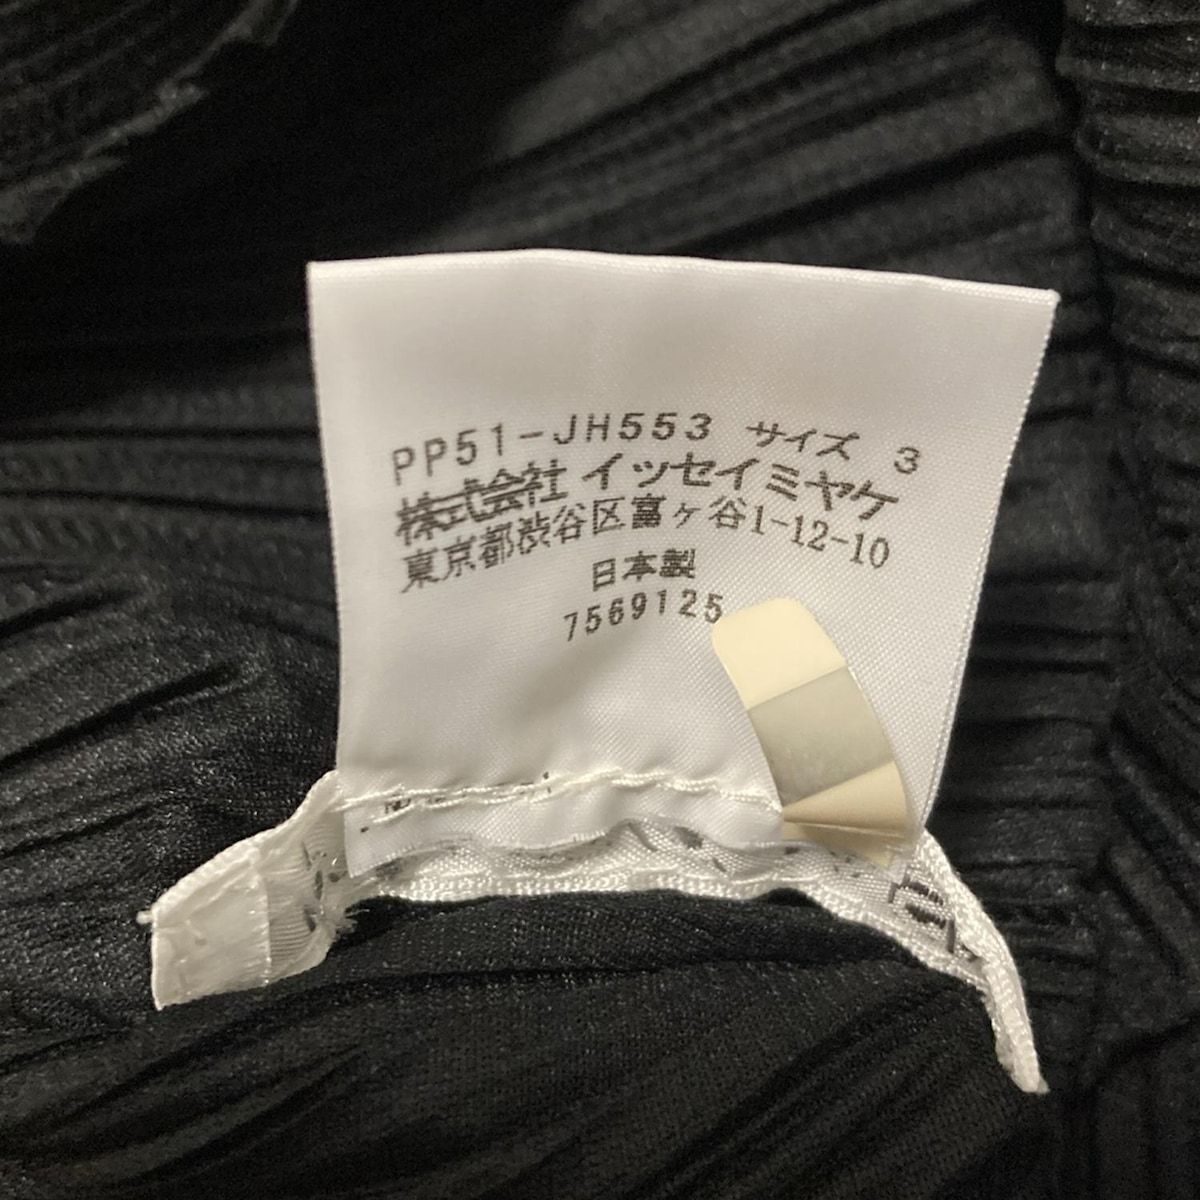 PP51-JH553 サイズ 3
株式会社イッセイミヤケ
東京都渋谷区富ヶ谷1-12-10
日本製
7569125